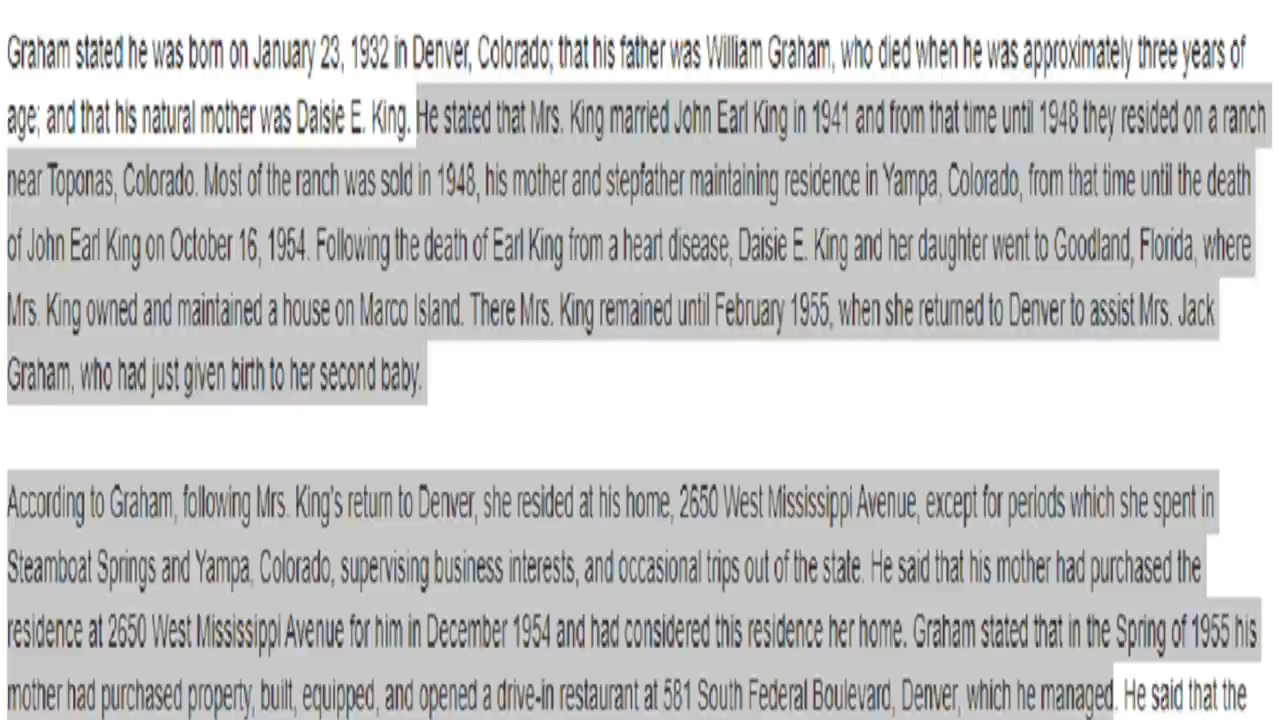 Graham stated he was born on January 23, 1932 in Denver, Colorado; that his father was William Graham, who died when he was approximately three years of
age; and that his natural mother was Daisie E. King. He stated that Mrs. King married John Earl King in 1941 and from that time until 1948 they resided on a ranch
near Toponas, Colorado. Most of the ranch was sold in 1948, his mother and stepfather maintaining residence in Yampa, Colorado, from that time until the death
of John Earl King on October 16, 1954. Following the death of Earl King from a heart disease, Daisie E. King and her daughter went to Goodland, Florida, where
Mrs. King owned and maintained a house on Marco Island. There Mrs. King remained until February 1955, when she returned to Denver to assist Mrs. Jack
Graham, who had just given birth to her second baby.
According to Graham, following Mrs. King's return to Denver, she resided at his home, 2650 West Mississippi Avenue, except for periods which she spent in
Steamboat Springs and Yampa, Colorado, supervising business interests, and occasional trips out of the state. He said that his mother had purchased the
residence at 2650 West Mississippi Avenue for him in December 1954 and had considered this residence her home. Graham stated that in the Spring of 1955 his
mother had purchased property, built, equipped, and opened a drive-in restaurant at 581 South Federal Boulevard, Denver, which he managed. He said that the